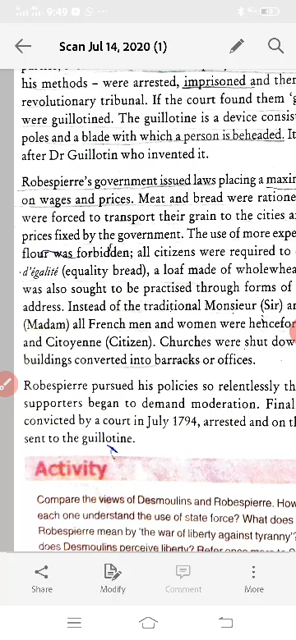 9:49
Scan Jul 14, 2020 (1)
his methods – were arrested, imprisoned and then
revolutionary tribunal. If the court found them
were guillotined. The guillotine is a device consis
poles and a blade with which a person is beheaded. It
after Dr Guillotin who invented it.
Robespierre's government issued laws placing a maxi
on wages and prices. Meat and bread were ratione
were forced to transport their grain to the cities a
prices fixed by the government. The use of more expe
flour was forbidden; all citizens were required to
d'égalité (equality bread), a loaf made of wholewhea
was also sought to be practised through forms of
address. Instead of the traditional Monsieur (Sir) an
(Madam) all French men and women were hencefor
and Citoyenne (Citizen). Churches were shut dow
buildings converted into barracks or offices.
Robespierre pursued his policies so relentlessly th
supporters began to demand moderation. Final
convicted by a court in July 1794, arrested and on th
sent to the guillotine.
Activity
Compare the views of Desmoulins and Robespierre. How
each one understand the use of state force? What does
Robespierre mean by 'the war of liberty against tyranny'?
does Desmoulins perceive liberty? Refer once more to
Share
Modify
Comment
More